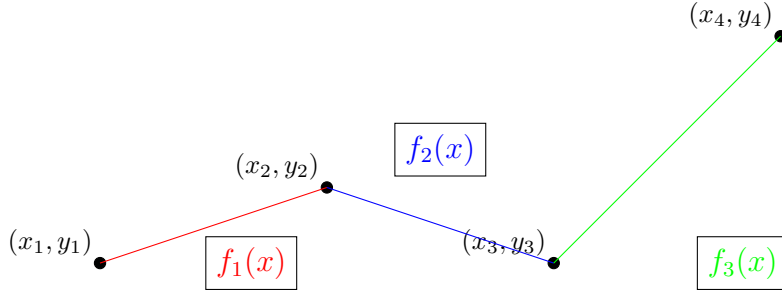 (x₄, y₄)
f₂(x)
(x₂, y₂)
(x₁, y₁)
(x₃, y₃)
f₁(x)
f₃(x)